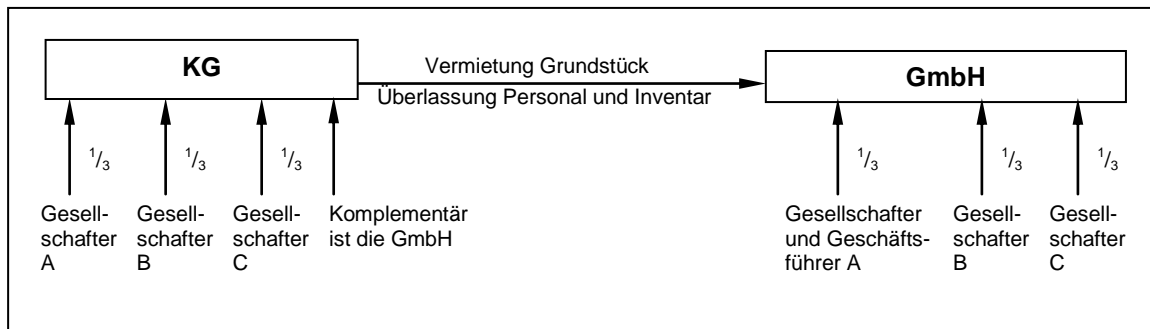 KG
Vermietung Grundstück
Überlassung Personal und Inventar
GmbH
1/3
1/3
1/3
1/3
1/3
1/3
Gesell-
schafter
A
Gesell-
schafter
B
Gesell-
schafter
C
Komplementär
ist die GmbH
Gesellschafter
und Geschäfts-
führer A
Gesell-
schafter
B
Gesell-
schafter
C